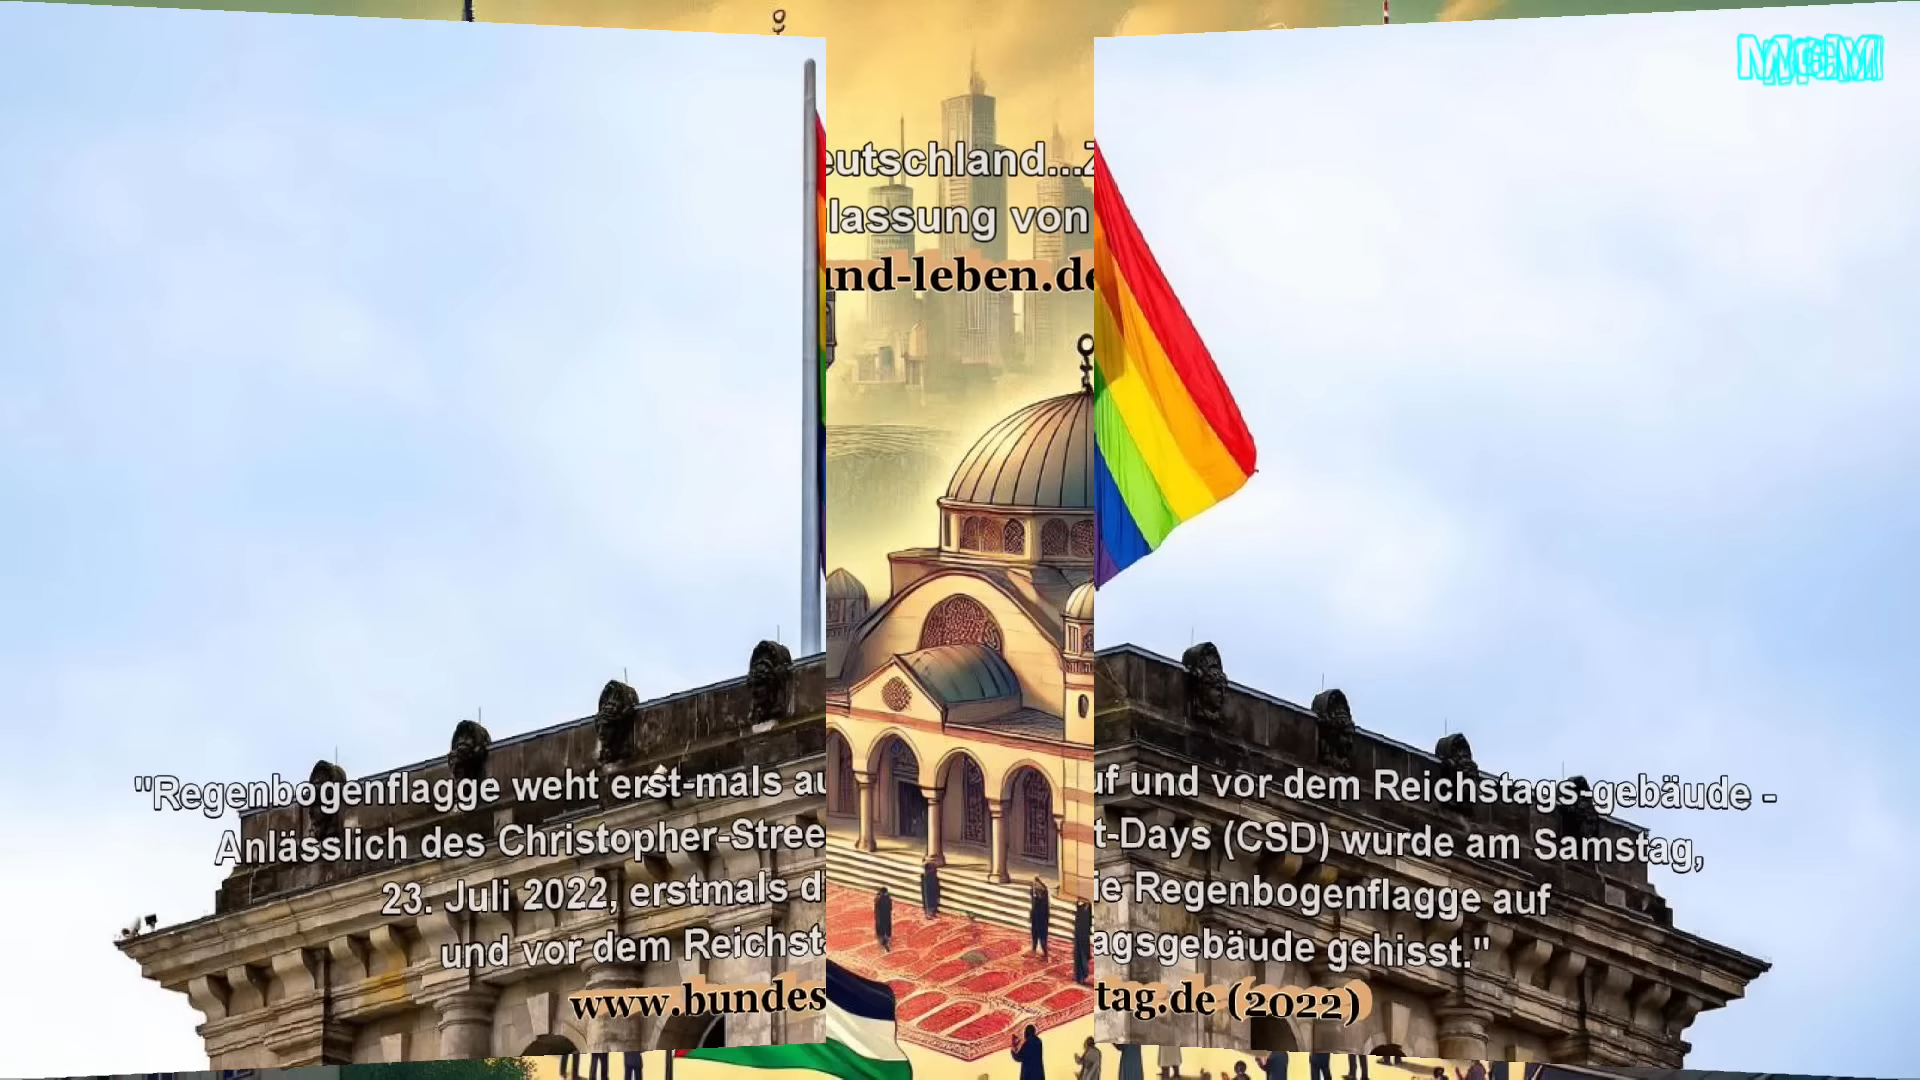 eutschland...Z
lassung von
und-leben.de
"Regenbogenflagge weht erst-mals auf und vor dem Reichstags-gebäude -
Anlässlich des Christopher-Street-Days (CSD) wurde am Samstag,
23. Juli 2022, erstmals die Regenbogenflagge auf
und vor dem Reichstagsgebäude gehisst."
www.bundestag.de (2022)